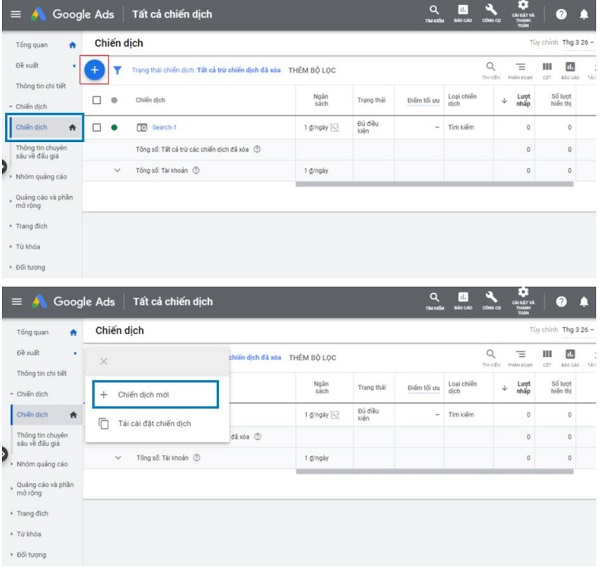 Google Ads
Tất cả chiến dịch
TÌM KIẾM
BÁO CÁO
CÔNG CỤ
CÀI ĐẶT VÀ
THANH
TOÁN
Tổng quan
Đề xuất
Thông tin chi tiết
Chiến dịch
Chiến dịch
Thông tin chuyên
sâu về đấu giá
Nhóm quảng cáo
Quảng cáo và phần
mở rộng
Trang đích
Từ khóa
Đối tượng
Chiến dịch
Tùy chỉnh Thg 3 26 –
Trạng thái chiến dịch: Tất cả trừ chiến dịch đã xóa THÊM BỘ LỌC
TÌM KIẾM
PHÂN ĐOẠN
CỘT
BÁO CÁO
Chiến dịch
Ngân
sách
Trạng thái
Điểm tối ưu
Loại chiến
dịch
Lượt
nhấp
Số lượt
hiển thị
Search-1
1 ₫/ngày
Đủ điều
kiện
–
Tìm kiếm
0
0
Tổng số: Tất cả trừ các chiến dịch đã xóa
0
0
Tổng số: Tài khoản
1 ₫/ngày
0
0
Google Ads
Tất cả chiến dịch
TÌM KIẾM
BÁO CÁO
CÔNG CỤ
CÀI ĐẶT VÀ
THANH
TOÁN
Tổng quan
Đề xuất
Thông tin chi tiết
Chiến dịch
Chiến dịch
Thông tin chuyên
sâu về đấu giá
Nhóm quảng cáo
Quảng cáo và phần
mở rộng
Trang đích
Từ khóa
Đối tượng
Chiến dịch
Tùy chỉnh Thg 3 26 –
chiến dịch đã xóa THÊM BỘ LỌC
TÌM KIẾM
PHÂN ĐOẠN
CỘT
BÁO CÁO
Chiến dịch mới
Tải cài đặt chiến dịch
Ngân
sách
Trạng thái
Điểm tối ưu
Loại chiến
dịch
Lượt
nhấp
Số lượt
hiển thị
1 ₫/ngày
Đủ điều
kiện
–
Tìm kiếm
0
0
đã xóa
0
0
Tổng số: Tài khoản
1 ₫/ngày
0
0